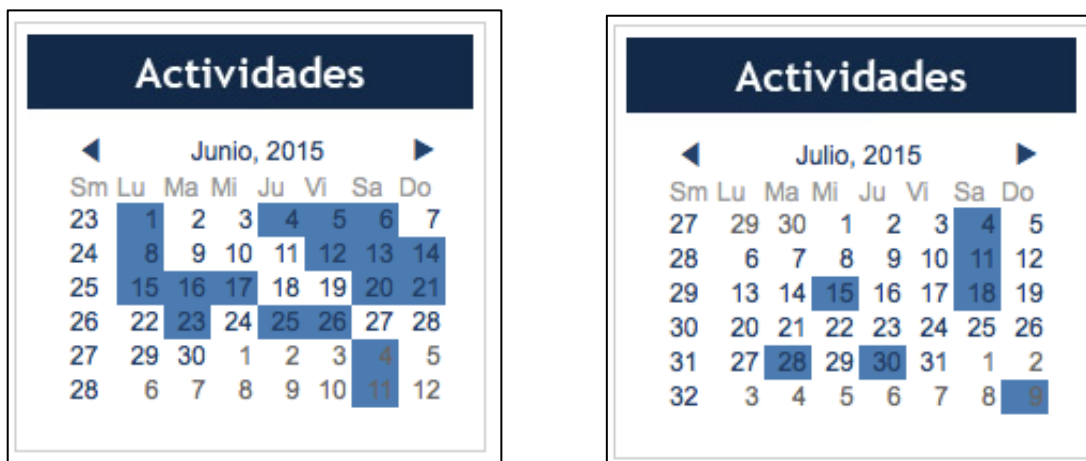 Actividades
◀ Junio, 2015 ▶
Sm Lu Ma Mi Ju Vi Sa Do
23 1 2 3 4 5 6 7
24 8 9 10 11 12 13 14
25 15 16 17 18 19 20 21
26 22 23 24 25 26 27 28
27 29 30 1 2 3 4 5
28 6 7 8 9 10 11 12
Actividades
◀ Julio, 2015 ▶
Sm Lu Ma Mi Ju Vi Sa Do
27 29 30 1 2 3 4 5
28 6 7 8 9 10 11 12
29 13 14 15 16 17 18 19
30 20 21 22 23 24 25 26
31 27 28 29 30 31 1 2
32 3 4 5 6 7 8 9